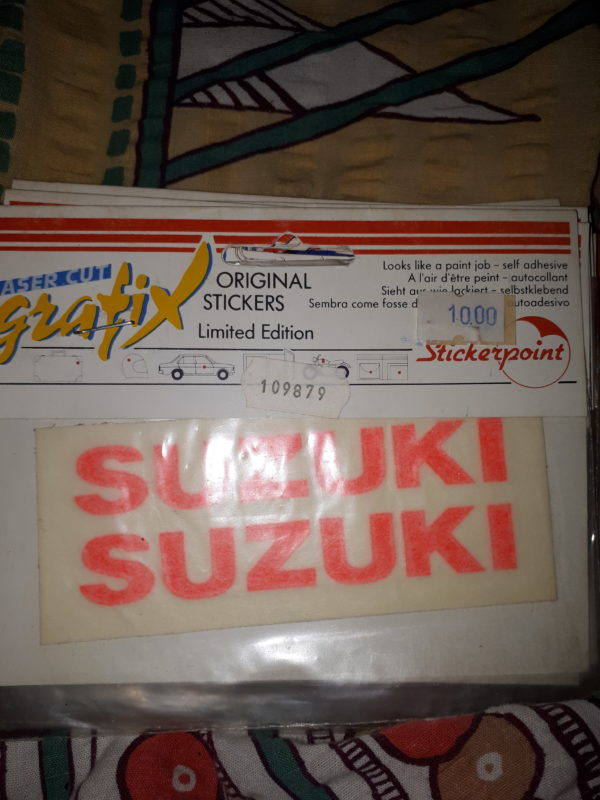 LASER CUT
grafix
ORIGINAL
STICKERS
Limited Edition
Looks like a paint job – self adhesive
A l'air d'être peint – autocollant
Sieht aus wie lackiert – selbstklebend
Sembra come fosse autoadesivo
10.00
Stickerpoint
109879
SUZUKI
SUZUKI